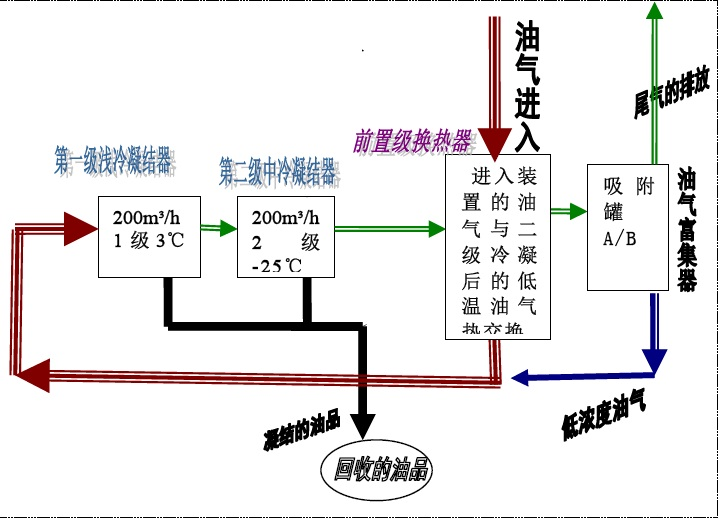 油气进入
尾气的排放
前置级换热器
第一级浅冷凝结器
第二级中冷凝结器
200m³/h
1级3℃
200m³/h
2 级
-25℃
进入装
置的油
气与二
级冷凝
后的低
温油气
热交换
吸附
罐
A/B
油气富集器
低浓度油气
凝结的油品
回收的油品